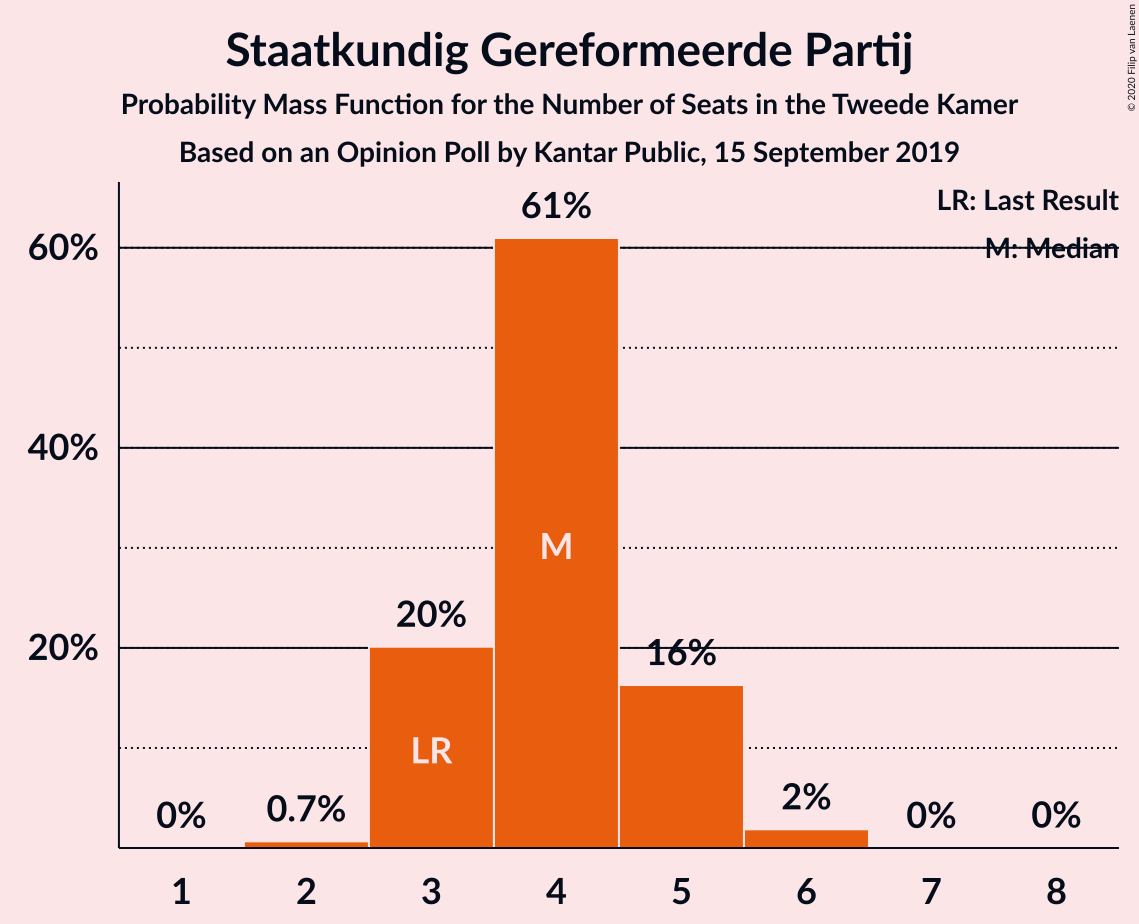 Staatkundig Gereformeerde Partij
Probability Mass Function for the Number of Seats in the Tweede Kamer
Based on an Opinion Poll by Kantar Public, 15 September 2019
© 2020 Filip van Laenen
LR: Last Result
M: Median
61%
60%
40%
M
20%
20%
16%
LR
0%
0.7%
2%
0%
0%
1 2 3 4 5 6 7 8